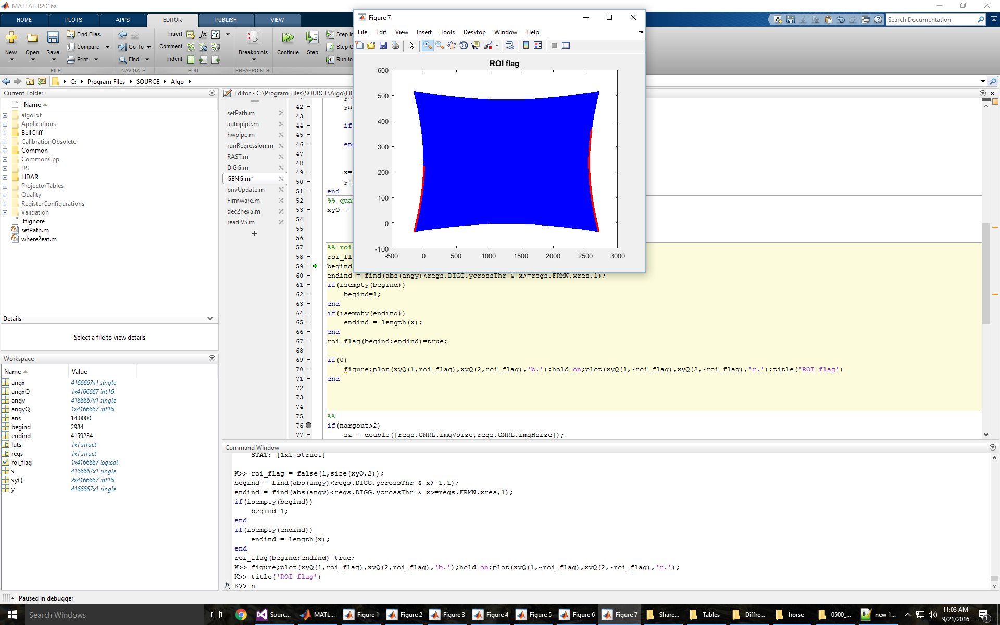 MATLAB R2016a
HOME PLOTS APPS EDITOR PUBLISH VIEW
Search Documentation
New Open Save
Find Files
Compare
Print
Go To
Find
Insert
Comment
Indent
fx
Breakpoints
Continue Step
Step In
Step O
Run to
FILE NAVIGATE EDIT BREAKPOINTS
C: Program Files SOURCE Algo
Current Folder
Name
algoExt
Applications
BellCliff
CalibrationObsolete
Common
CommonCpp
DS
LIDAR
ProjectorTables
Quality
RegisterConfigurations
Validation
.tfignore
setPath.m
where2eat.m
Details
Select a file to view details
Workspace
Name Value
angx 4166667x1 single
angxQ 1x4166667 int16
angy 4166667x1 single
angyQ 1x4166667 int16
ans 14.0000
begind 2984
endind 4159234
luts 1x1 struct
regs 1x1 struct
roi_flag 1x4166667 logical
x 4166667x1 single
xyQ 2x4166667 int16
y 4166667x1 single
Editor - C:\Program Files\SOURCE\Algo\LID
setPath.m
autopipe.m
hwpipe.m
runRegression.m
RAST.m
DIGG.m
GENG.m*
privUpdate.m
Firmware.m
dec2hexS.m
readIVS.m
42
43
44 if
45
46 end
47
48
49 x=
50 y=
51 end
52 %% quan
53 xyQ =
54
55
56
57 %% roi
58 roi_fla
59 begind
60 endind = find(abs(angy)<regs.DIGG.ycrossThr & x>=regs.FRMW.xres,1);
61 if(isempty(begind))
62 begind=1;
63 end
64 if(isempty(endind))
65 endind = length(x);
66 end
67 roi_flag(begind:endind)=true;
68
69 if(0)
70 figure;plot(xyQ(1,roi_flag),xyQ(2,roi_flag),'b.');hold on;plot(xyQ(1,~roi_flag),xyQ(2,~roi_flag),'r.');title('ROI flag')
71 end
72
73
74
75 %%
76 if(nargout>2)
77 sz = double([regs.GNRL.imgVsize,regs.GNRL.imgHsize]);
Figure 7
File Edit View Insert Tools Desktop Window Help
ROI flag
600
500
400
300
200
100
0
-100
-500 0 500 1000 1500 2000 2500 3000
Command Window
STAT: [1x1 struct]
K>> roi_flag = false(1,size(xyQ,2));
begind = find(abs(angy)<regs.DIGG.ycrossThr & x>-1,1);
endind = find(abs(angy)<regs.DIGG.ycrossThr & x>=regs.FRMW.xres,1);
if(isempty(begind))
begind=1;
end
if(isempty(endind))
endind = length(x);
end
roi_flag(begind:endind)=true;
K>> figure;plot(xyQ(1,roi_flag),xyQ(2,roi_flag),'b.');hold on;plot(xyQ(1,~roi_flag),xyQ(2,~roi_flag),'r.');
K>> title('ROI flag')
fx K>> n
Paused in debugger
Search Windows
Sourc... MATL... Figure 1 Figure 2 Figure 3 Figure 4 Figure 5 Figure 6 Figure 7 Share... Tables Diffre... horse 0500_... new 1...
11:03 AM
9/21/2016
1